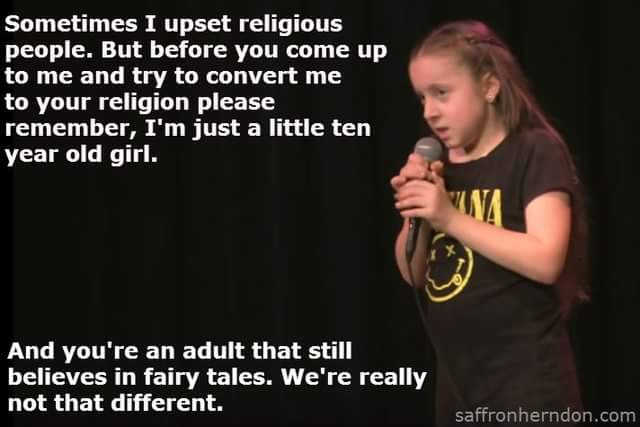 Sometimes I upset religious
people. But before you come up
to me and try to convert me
to your religion please
remember, I'm just a little ten
year old girl.
VANA
And you're an adult that still
believes in fairy tales. We're really
not that different.
saffronherndon.com